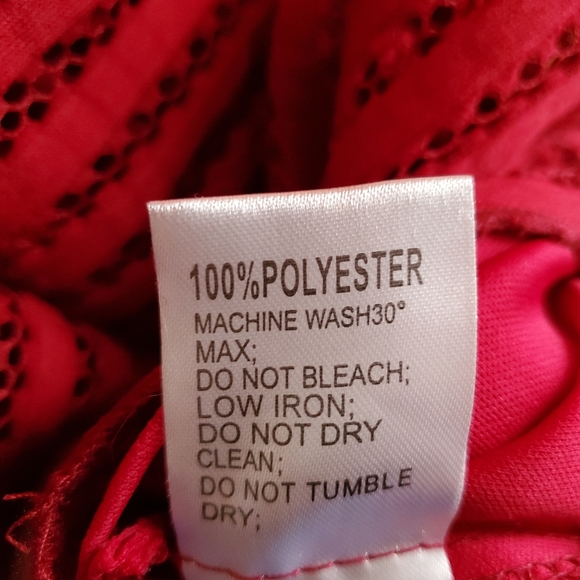 100%POLYESTER
MACHINE WASH30°
MAX;
DO NOT BLEACH;
LOW IRON;
DO NOT DRY
CLEAN;
DO NOT TUMBLE
DRY;